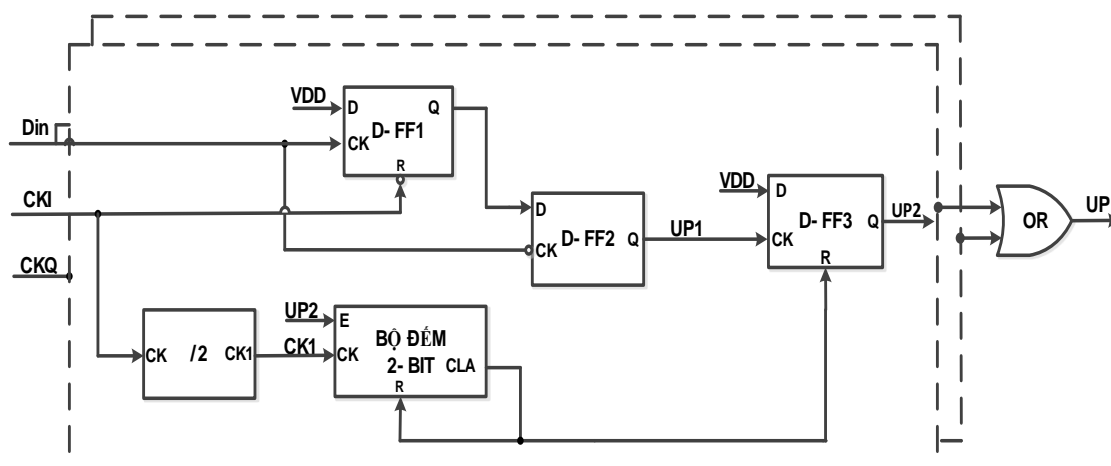 VDD
D
Q
D- FF1
CK
R
Din
CKI
CKQ
D
D- FF2
Q
CK
UP1
VDD
D
D- FF3
Q
CK
R
UP2
OR
UP
CK
/2
CK1
UP2
CK1
E
BỘ ĐẾM
CK
2- BIT
CLA
R